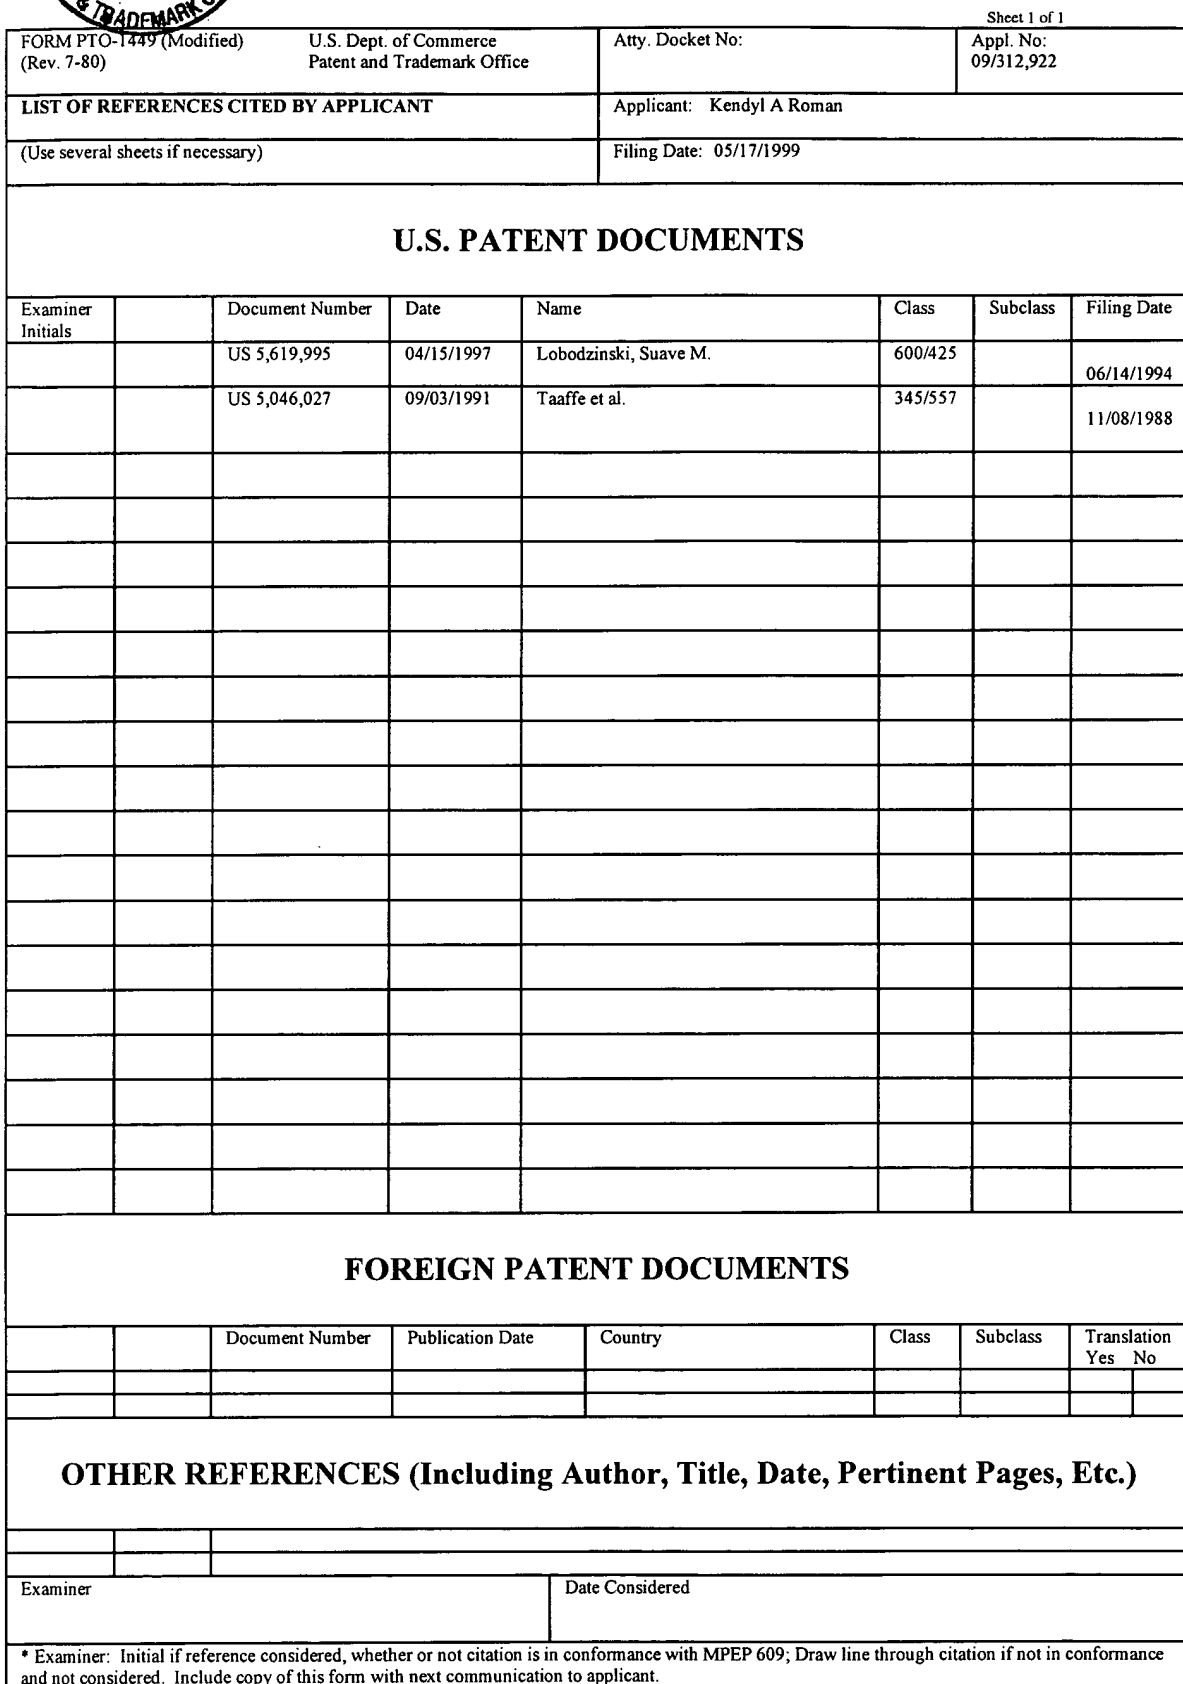 & TRADEMARK
Sheet 1 of 1
FORM PTO-1449 (Modified) U.S. Dept. of Commerce Atty. Docket No: Appl. No:
(Rev. 7-80) Patent and Trademark Office 09/312,922
LIST OF REFERENCES CITED BY APPLICANT Applicant: Kendyl A Roman
(Use several sheets if necessary) Filing Date: 05/17/1999
U.S. PATENT DOCUMENTS
Examiner Document Number Date Name Class Subclass Filing Date
Initials
US 5,619,995 04/15/1997 Lobodzinski, Suave M. 600/425
06/14/1994
US 5,046,027 09/03/1991 Taaffe et al. 345/557
11/08/1988
FOREIGN PATENT DOCUMENTS
Document Number Publication Date Country Class Subclass Translation
Yes No
OTHER REFERENCES (Including Author, Title, Date, Pertinent Pages, Etc.)
Examiner Date Considered
* Examiner: Initial if reference considered, whether or not citation is in conformance with MPEP 609; Draw line through citation if not in conformance
and not considered. Include copy of this form with next communication to applicant.